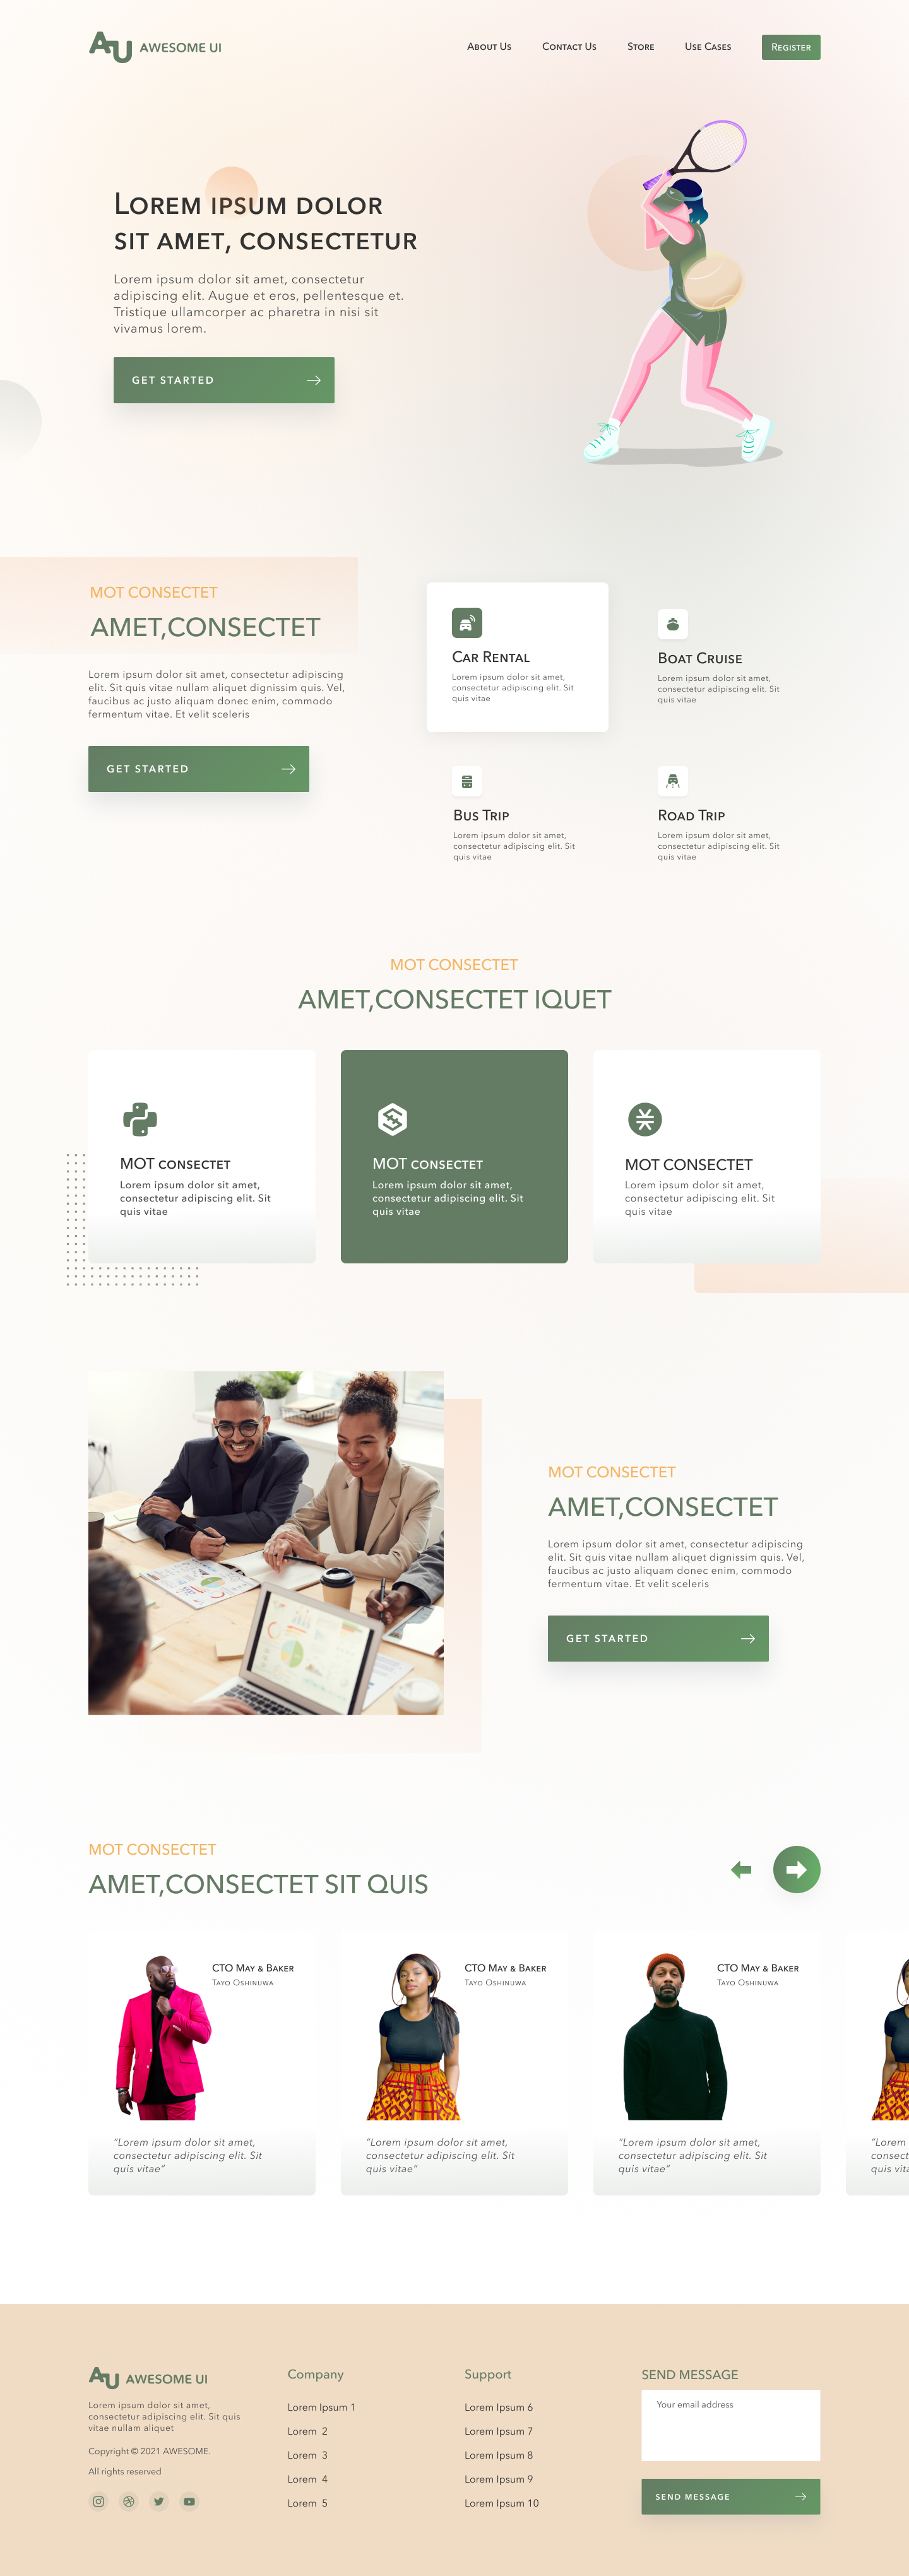 AU AWESOME UI
About Us Contact Us Store Use Cases Register
Lorem ipsum dolor
sit amet, consectetur
Lorem ipsum dolor sit amet, consectetur
adipiscing elit. Augue et eros, pellentesque et.
Tristique ullamcorper ac pharetra in nisi sit
vivamus lorem.
GET STARTED
MOT CONSECTET
AMET,CONSECTET
Lorem ipsum dolor sit amet, consectetur adipiscing
elit. Sit quis vitae nullam aliquet dignissim quis. Vel,
faucibus ac justo aliquam donec enim, commodo
fermentum vitae. Et velit sceleris
GET STARTED
Car Rental
Lorem ipsum dolor sit amet,
consectetur adipiscing elit. Sit
quis vitae
Boat Cruise
Lorem ipsum dolor sit amet,
consectetur adipiscing elit. Sit
quis vitae
Bus Trip
Lorem ipsum dolor sit amet,
consectetur adipiscing elit. Sit
quis vitae
Road Trip
Lorem ipsum dolor sit amet,
consectetur adipiscing elit. Sit
quis vitae
MOT CONSECTET
AMET,CONSECTET IQUET
MOT consectet
Lorem ipsum dolor sit amet,
consectetur adipiscing elit. Sit
quis vitae
MOT consectet
Lorem ipsum dolor sit amet,
consectetur adipiscing elit. Sit
quis vitae
MOT CONSECTET
Lorem ipsum dolor sit amet,
consectetur adipiscing elit. Sit
quis vitae
MOT CONSECTET
AMET,CONSECTET
Lorem ipsum dolor sit amet, consectetur adipiscing
elit. Sit quis vitae nullam aliquet dignissim quis. Vel,
faucibus ac justo aliquam donec enim, commodo
fermentum vitae. Et velit sceleris
GET STARTED
MOT CONSECTET
AMET,CONSECTET SIT QUIS
CTO May & Baker
Tayo Oshinuwa
"Lorem ipsum dolor sit amet,
consectetur adipiscing elit. Sit
quis vitae"
CTO May & Baker
Tayo Oshinuwa
"Lorem ipsum dolor sit amet,
consectetur adipiscing elit. Sit
quis vitae"
CTO May & Baker
Tayo Oshinuwa
"Lorem ipsum dolor sit amet,
consectetur adipiscing elit. Sit
quis vitae"
"Lorem
consect
quis vita
AU AWESOME UI
Lorem ipsum dolor sit amet,
consectetur adipiscing elit. Sit quis
vitae nullam aliquet
Copyright © 2021 AWESOME.
All rights reserved
Company
Lorem Ipsum 1
Lorem 2
Lorem 3
Lorem 4
Lorem 5
Support
Lorem Ipsum 6
Lorem Ipsum 7
Lorem Ipsum 8
Lorem Ipsum 9
Lorem Ipsum 10
SEND MESSAGE
Your email address
SEND MESSAGE